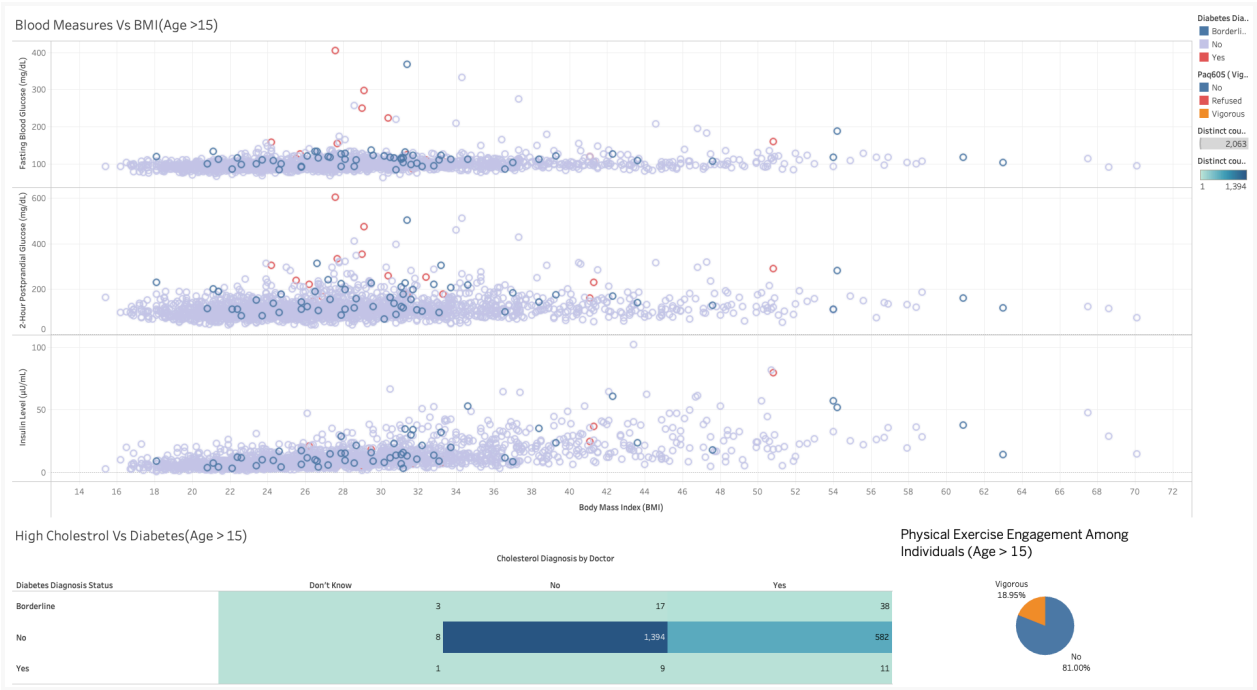 Blood Measures Vs BMI(Age >15)
Fasting Blood Glucose (mg/dL)
400
300
200
100
2-Hour Postprandial Glucose (mg/dL)
600
400
200
0
Insulin Level (µU/mL)
100
50
0
14 16 18 20 22 24 26 28 30 32 34 36 38 40 42 44 46 48 50 52 54 56 58 60 62 64 66 68 70 72
Body Mass Index (BMI)
Diabetes Dia..
Borderli..
No
Yes
Paq605 ( Vig..
No
Refused
Vigorous
Distinct cou..
2,063
Distinct cou..
1 1,394
High Cholestrol Vs Diabetes(Age > 15)
Cholesterol Diagnosis by Doctor
Diabetes Diagnosis Status Don't Know No Yes
Borderline 3 17 38
No 8 1,394 582
Yes 1 9 11
Physical Exercise Engagement Among
Individuals (Age > 15)
Vigorous
18.95%
No
81.00%